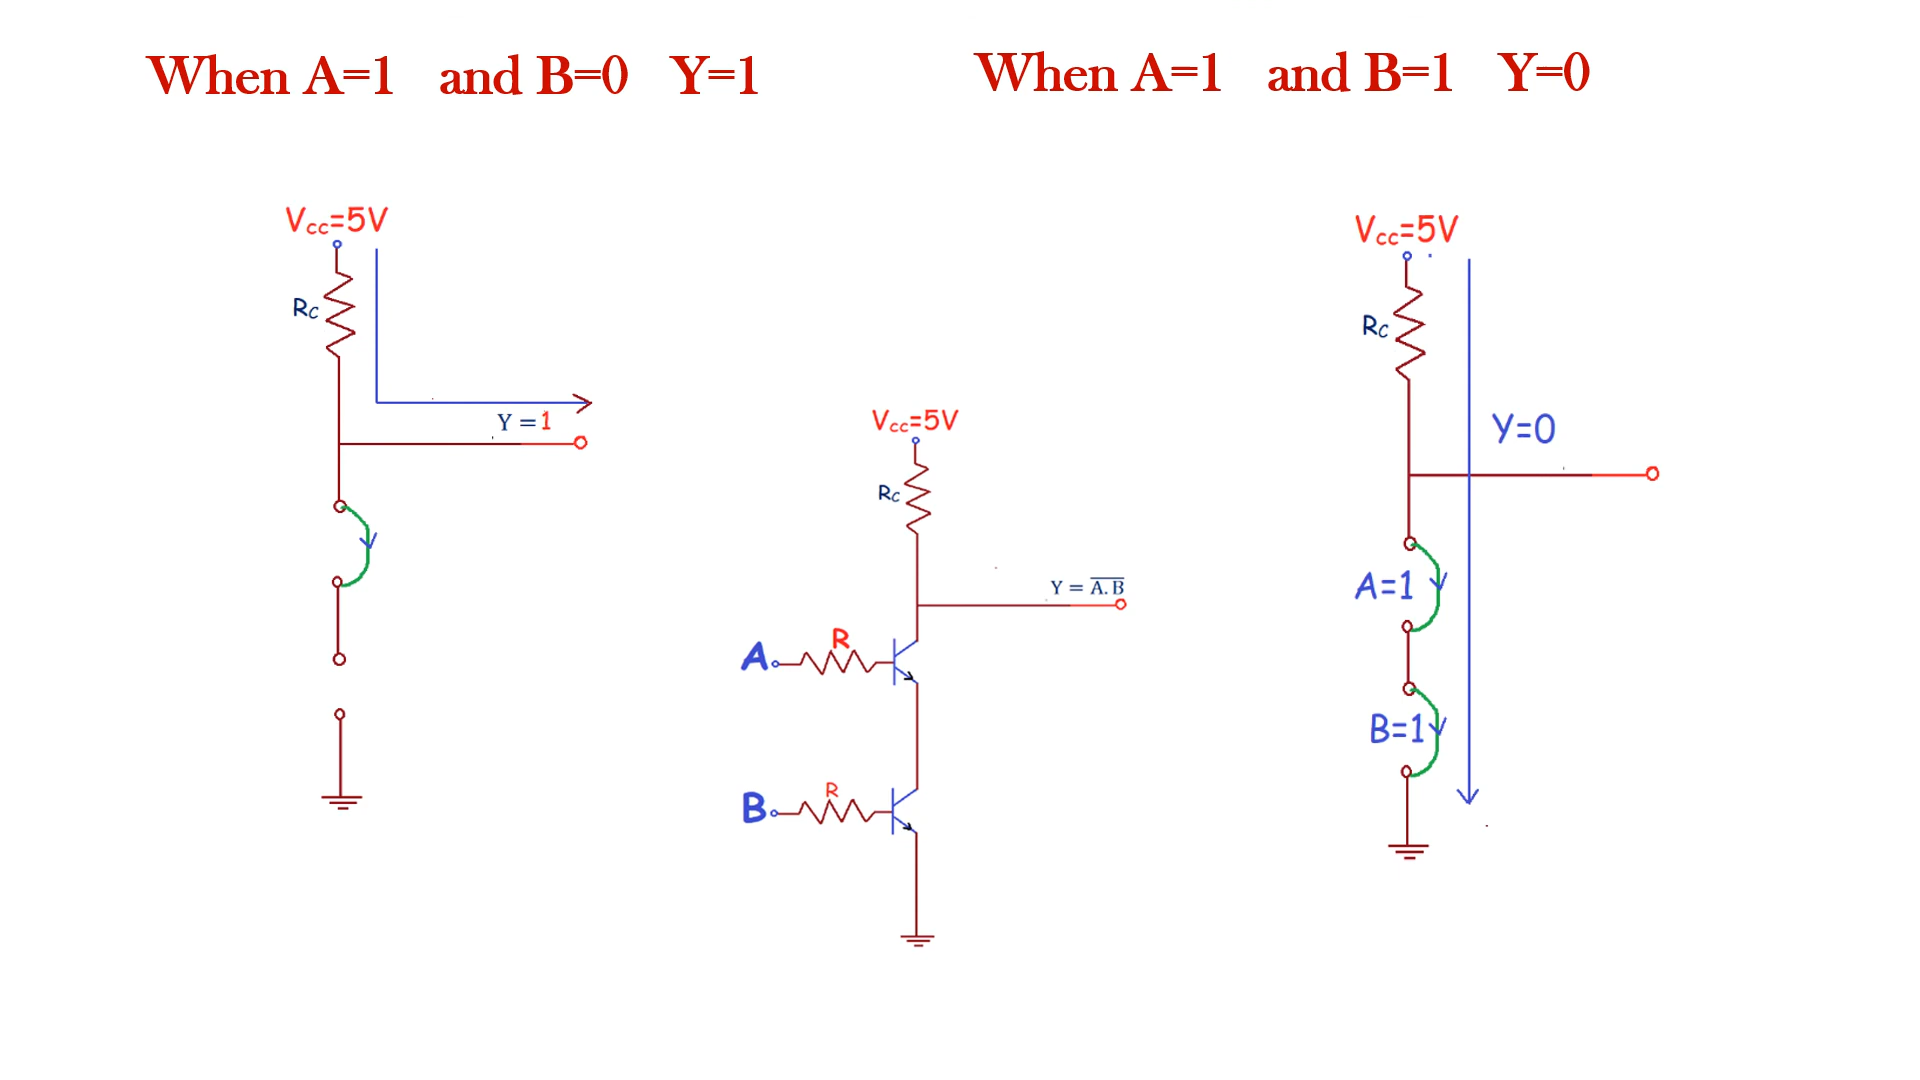 When A=1 and B=0 Y=1
When A=1 and B=1 Y=0
Vcc=5V
Rc
Y = 1
Vcc=5V
Rc
Y = \overline{A.B}
A
R
B
R
Vcc=5V
Rc
Y=0
A=1
B=1